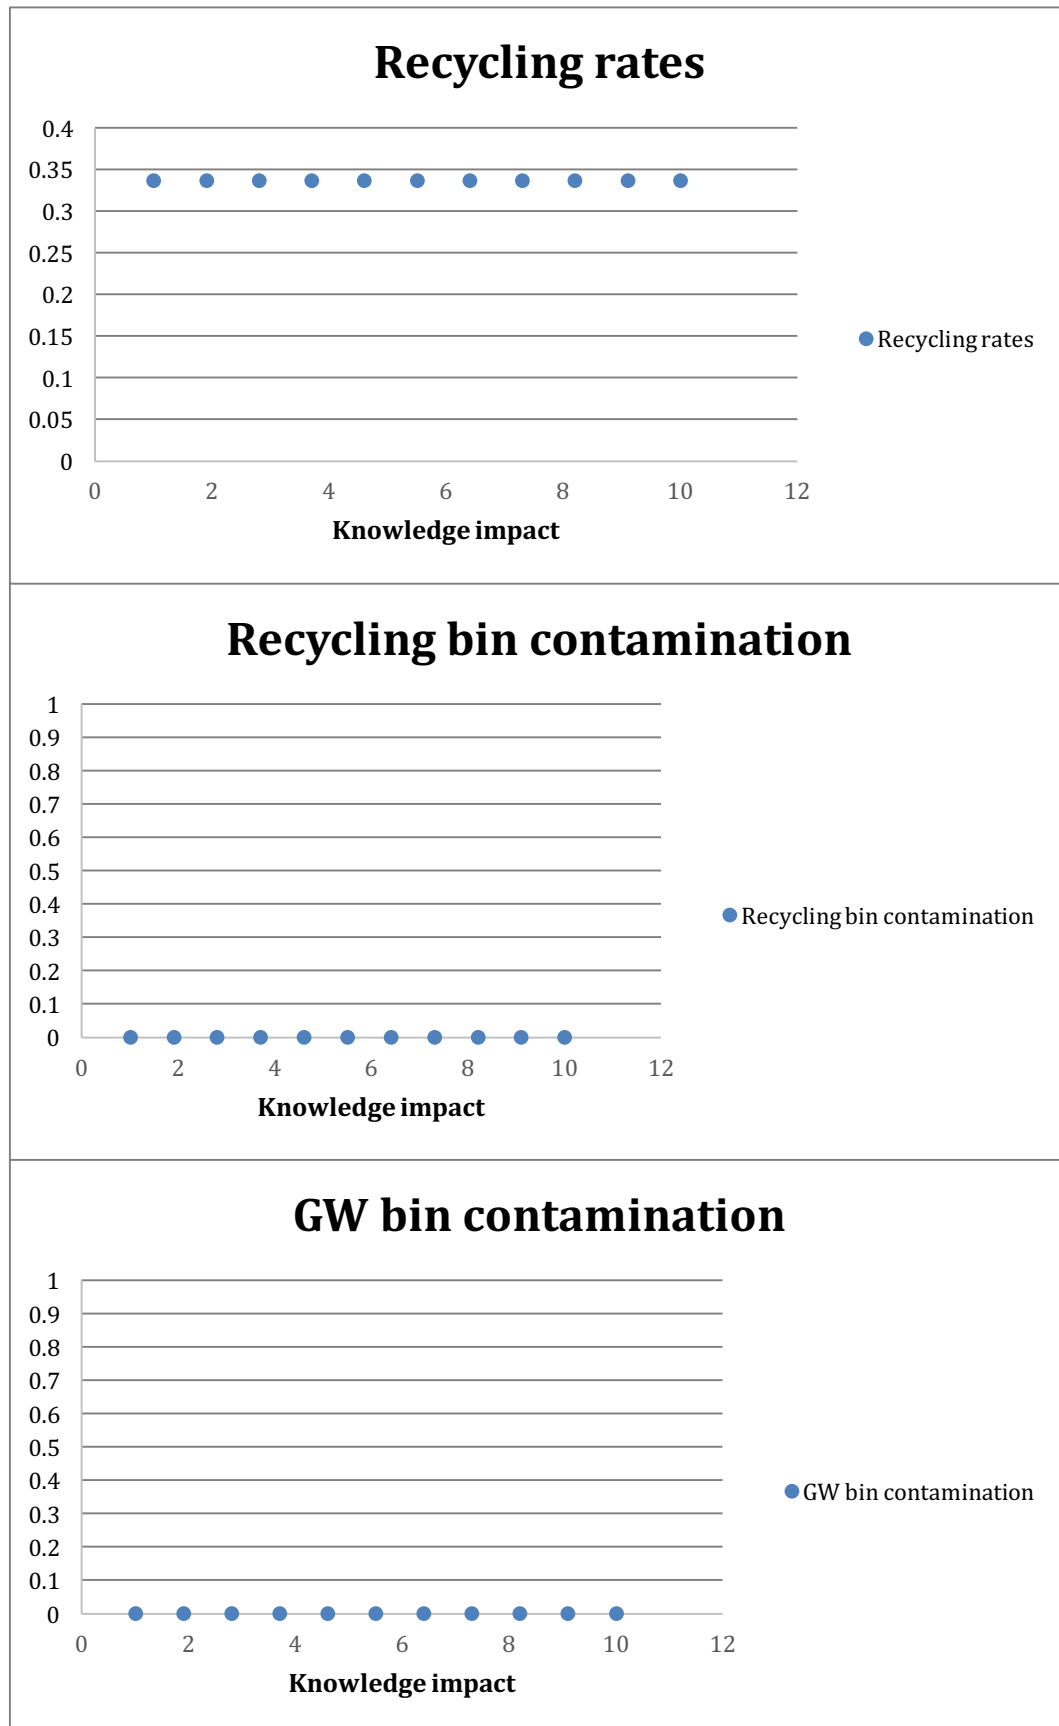 Recycling rates
0.4
0.35
0.3
0.25
0.2
0.15
0.1
0.05
0
0 2 4 6 8 10 12
Knowledge impact
Recycling rates
Recycling bin contamination
1
0.9
0.8
0.7
0.6
0.5
0.4
0.3
0.2
0.1
0
0 2 4 6 8 10 12
Knowledge impact
Recycling bin contamination
GW bin contamination
1
0.9
0.8
0.7
0.6
0.5
0.4
0.3
0.2
0.1
0
0 2 4 6 8 10 12
Knowledge impact
GW bin contamination